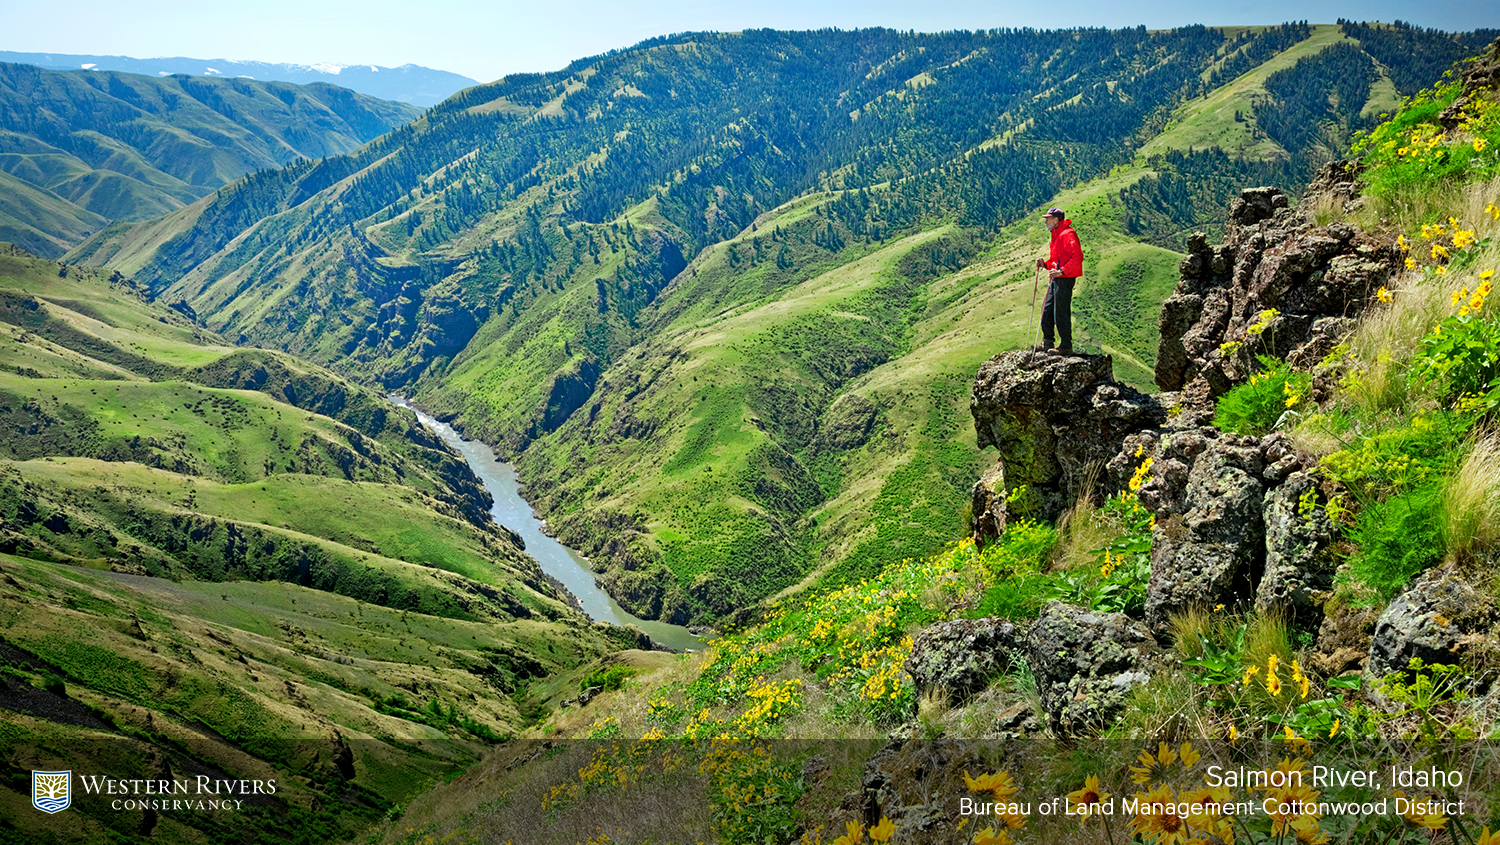 Western Rivers
Conservancy
Salmon River, Idaho
Bureau of Land Management-Cottonwood District